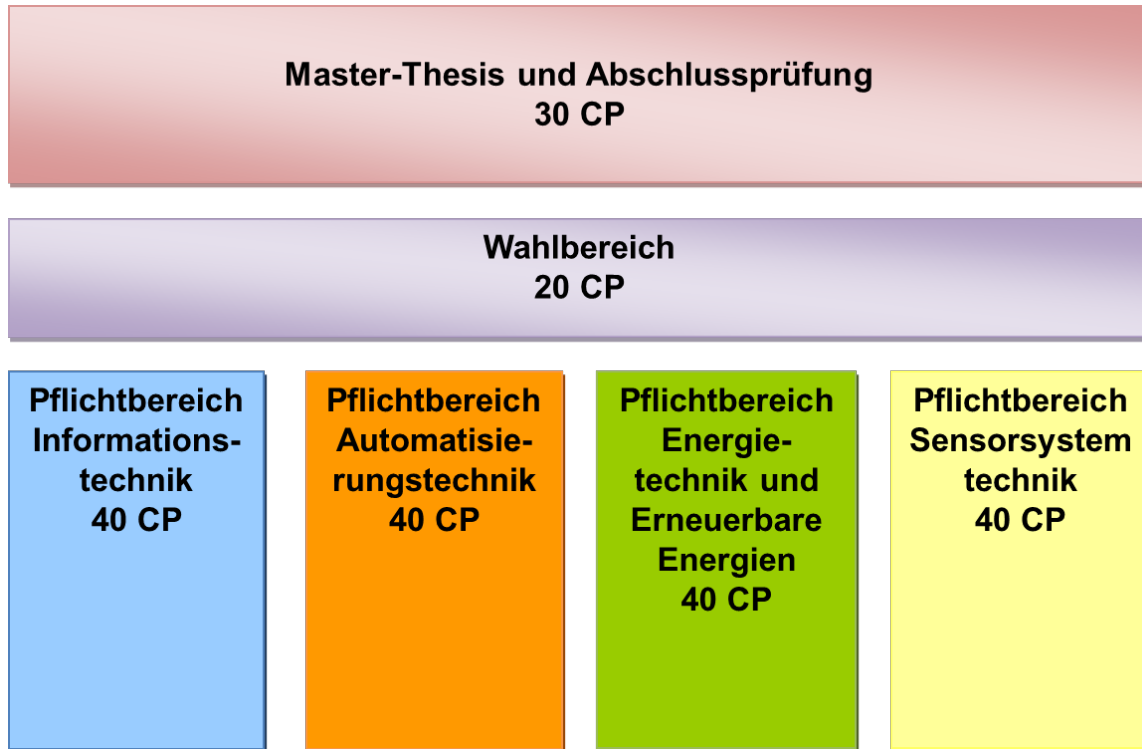 Master-Thesis und Abschlussprüfung
30 CP
Wahlbereich
20 CP
Pflichtbereich
Informations-
technik
40 CP
Pflichtbereich
Automatisie-
rungstechnik
40 CP
Pflichtbereich
Energie-
technik und
Erneuerbare
Energien
40 CP
Pflichtbereich
Sensorsystem
technik
40 CP